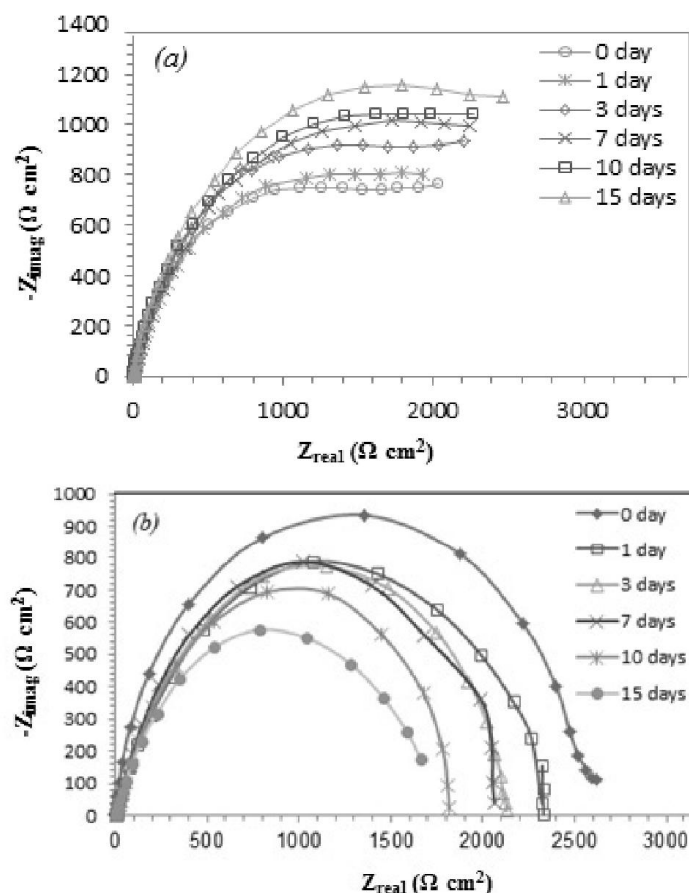 (a)
1400
1200
1000
800
600
400
200
0
-Zimag (Ω cm²)
0 day
1 day
3 days
7 days
10 days
15 days
0 1000 2000 3000
Zreal (Ω cm²)
(b)
1000
900
800
700
600
500
400
300
200
100
0
-Zimag (Ω cm²)
0 day
1 day
3 days
7 days
10 days
15 days
0 500 1000 1500 2000 2500 3000
Zreal (Ω cm²)